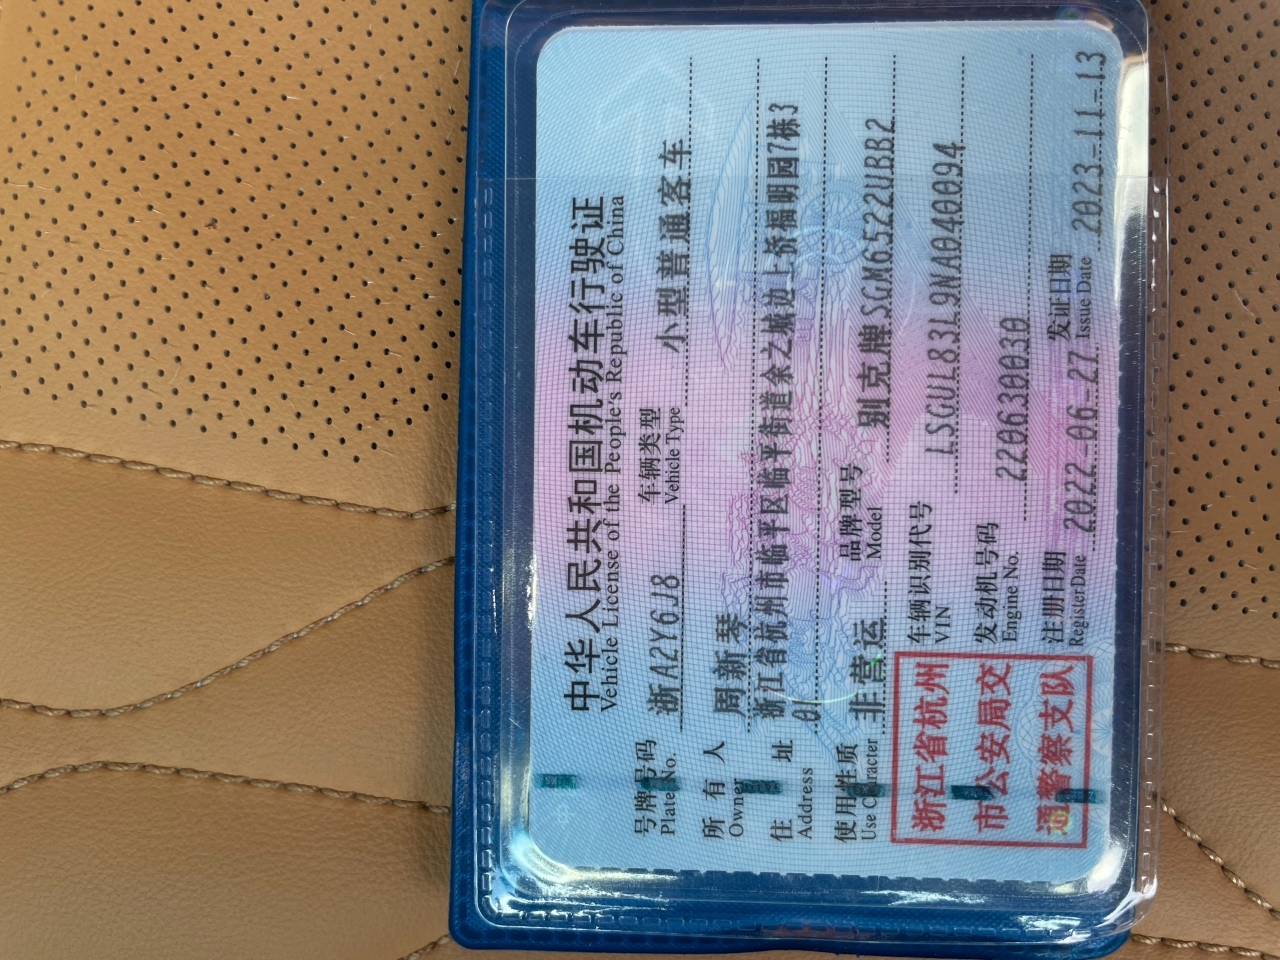 中华人民共和国机动车行驶证
Vehicle License of the People's Republic of China
号牌号码 浙A2Y6J8 车辆类型 小型普通客车
Plate No. Vehicle Type
所有人 周新琴
Owner
住址 浙江省杭州市临平区临平街道余之城边上侨福明园7栋3
Address 01
使用性质 非营运 品牌型号 别克牌SGM6522UBB2
Use Character Model
浙江省杭州
市公安局交
通警察支队
车辆识别代号 LSGUL83L9NA040094
VIN
发动机号码 220630030
Engine No.
注册日期 2022-06-27 发证日期 2023-11-13
Register Date Issue Date